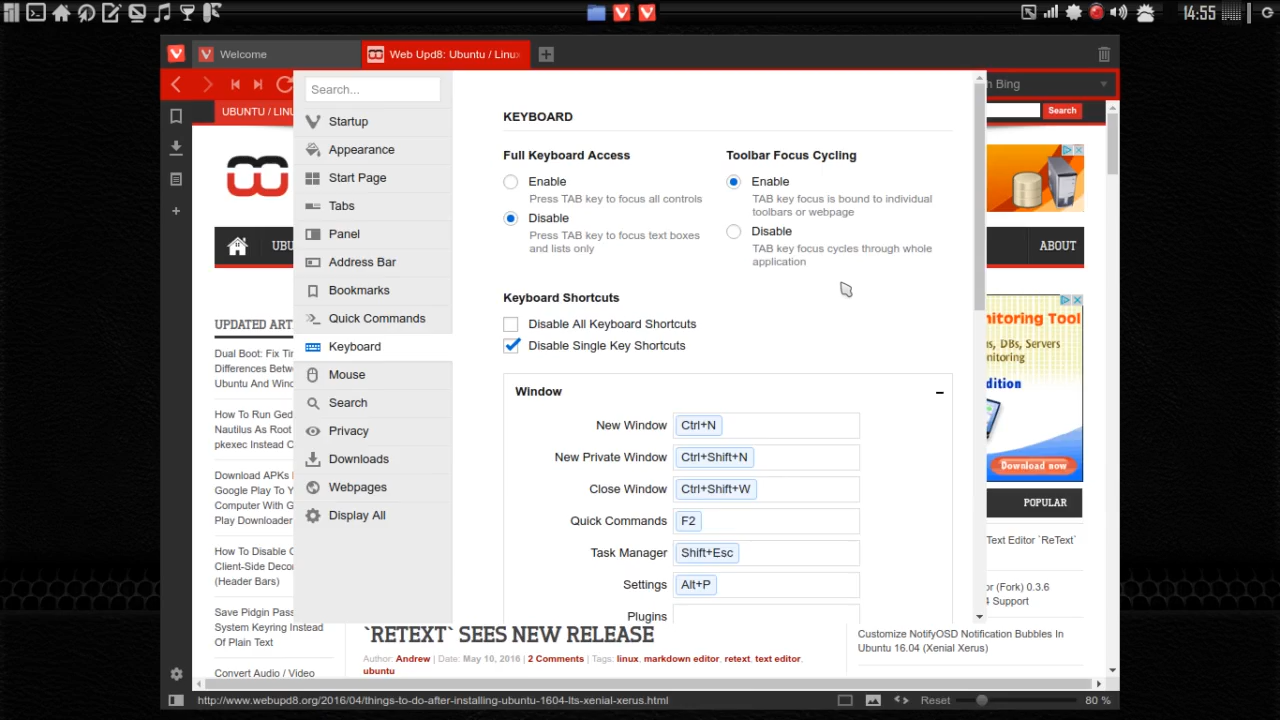 14:55
Welcome
Web Upd8: Ubuntu / Linu
Bing
Search...
UBUNTU / LINU
Search
Startup
Appearance
Start Page
Tabs
Panel
Address Bar
Bookmarks
Quick Commands
Keyboard
Mouse
Search
Privacy
Downloads
Webpages
Display All
KEYBOARD
Full Keyboard Access
Enable
Press TAB key to focus all controls
Disable
Press TAB key to focus text boxes
and lists only
Toolbar Focus Cycling
Enable
TAB key focus is bound to individual
toolbars or webpage
Disable
TAB key focus cycles through whole
application
Keyboard Shortcuts
Disable All Keyboard Shortcuts
Disable Single Key Shortcuts
Window
New Window Ctrl+N
New Private Window Ctrl+Shift+N
Close Window Ctrl+Shift+W
Quick Commands F2
Task Manager Shift+Esc
Settings Alt+P
Plugins
UBU
ABOUT
UPDATED ART
Dual Boot: Fix Tim
Differences Betwe
Ubuntu And Wind
How To Run Ged
Nautilus As Root
pkexec Instead O
Download APKs
Google Play To Y
Computer With G
Play Downloader
How To Disable G
Client-Side Decor
(Header Bars)
Save Pidgin Pass
System Keyring Instead
Of Plain Text
Convert Audio / Video
nitoring Tool
s, DBs, Servers
nitoring
dition
Download now
POPULAR
Text Editor `ReText`
or (Fork) 0.3.6
4 Support
Customize NotifyOSD Notification Bubbles In
Ubuntu 16.04 (Xenial Xerus)
`RETEXT` SEES NEW RELEASE
Author: Andrew | Date: May 10, 2016 | 2 Comments | Tags: linux, markdown editor, retext, text editor,
ubuntu
http://www.webupd8.org/2016/04/things-to-do-after-installing-ubuntu-1604-lts-xenial-xerus.html
Reset
80 %